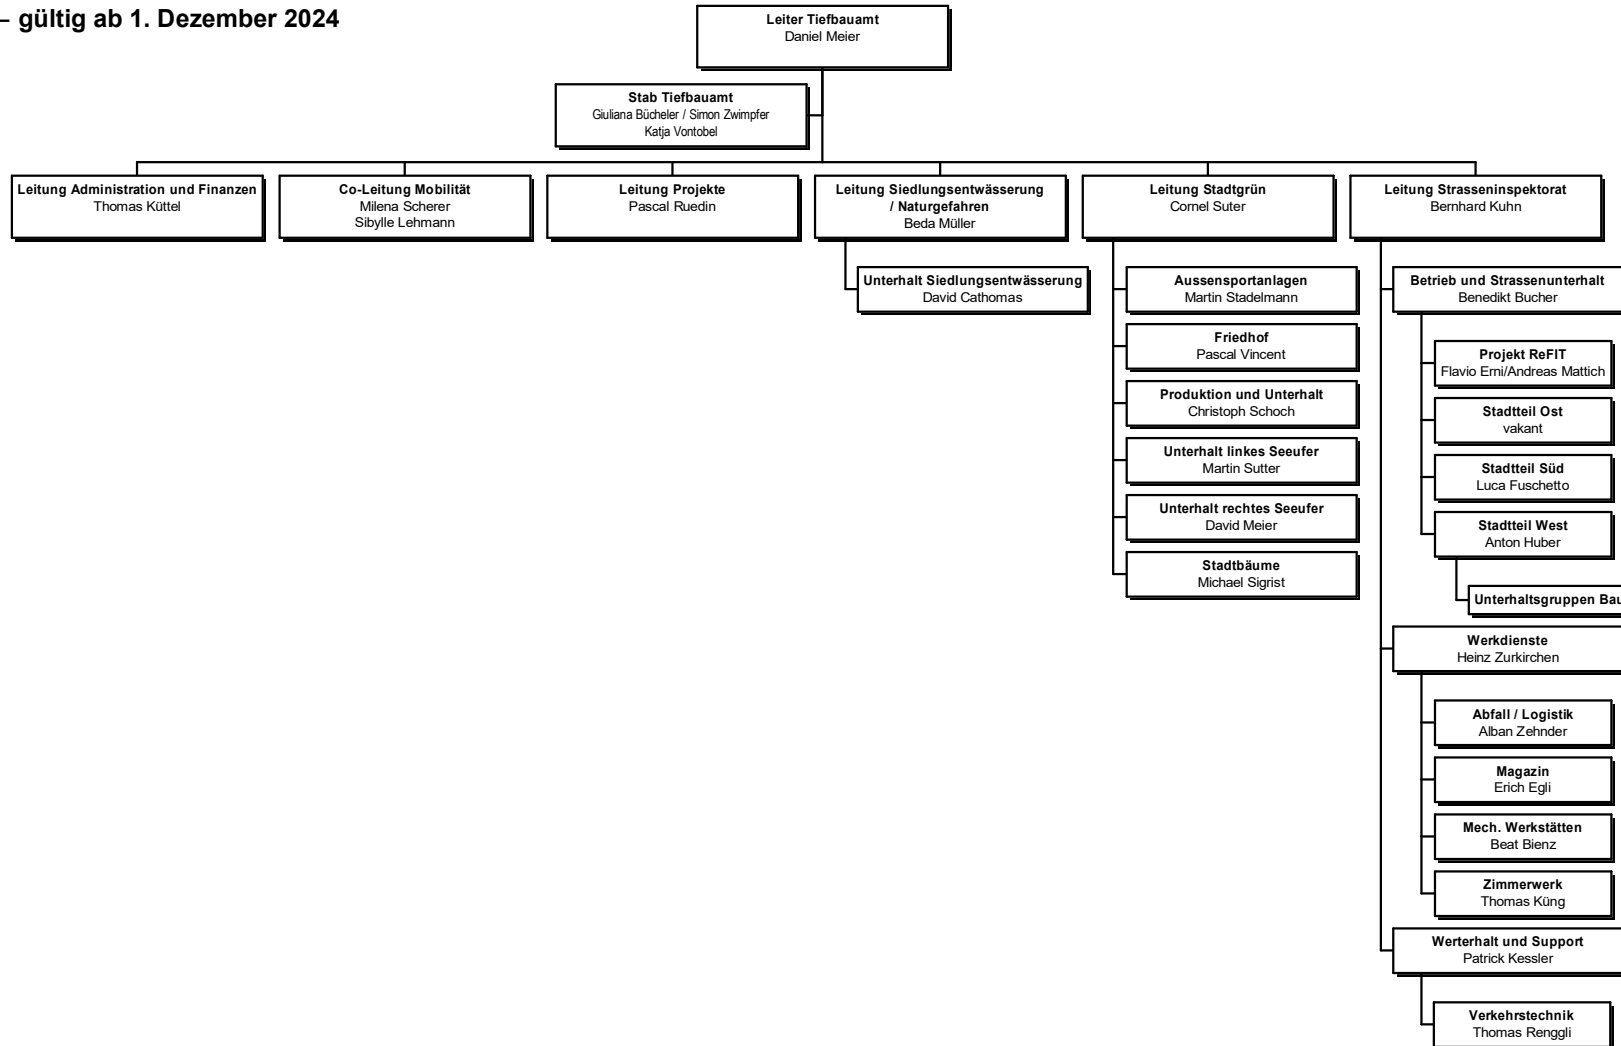 – gültig ab 1. Dezember 2024
Leiter Tiefbauamt
Daniel Meier
Stab Tiefbauamt
Giuliana Bücheler / Simon Zwimpfer
Katja Vontobel
Leitung Administration und Finanzen
Thomas Küttel
Co-Leitung Mobilität
Milena Scherer
Sibylle Lehmann
Leitung Projekte
Pascal Ruedin
Leitung Siedlungsentwässerung
/ Naturgefahren
Beda Müller
Leitung Stadtgrün
Cornel Suter
Leitung Strasseninspektorat
Bernhard Kuhn
Unterhalt Siedlungsentwässerung
David Cathomas
Aussensportanlagen
Martin Stadelmann
Friedhof
Pascal Vincent
Produktion und Unterhalt
Christoph Schoch
Unterhalt linkes Seeufer
Martin Sutter
Unterhalt rechtes Seeufer
David Meier
Stadtbäume
Michael Sigrist
Betrieb und Strassenunterhalt
Benedikt Bucher
Projekt ReFIT
Flavio Erni/Andreas Mattich
Stadtteil Ost
vakant
Stadtteil Süd
Luca Fuschetto
Stadtteil West
Anton Huber
Unterhaltsgruppen Bau
Werkdienste
Heinz Zurkirchen
Abfall / Logistik
Alban Zehnder
Magazin
Erich Egli
Mech. Werkstätten
Beat Bienz
Zimmerwerk
Thomas Küng
Werterhalt und Support
Patrick Kessler
Verkehrstechnik
Thomas Renggli